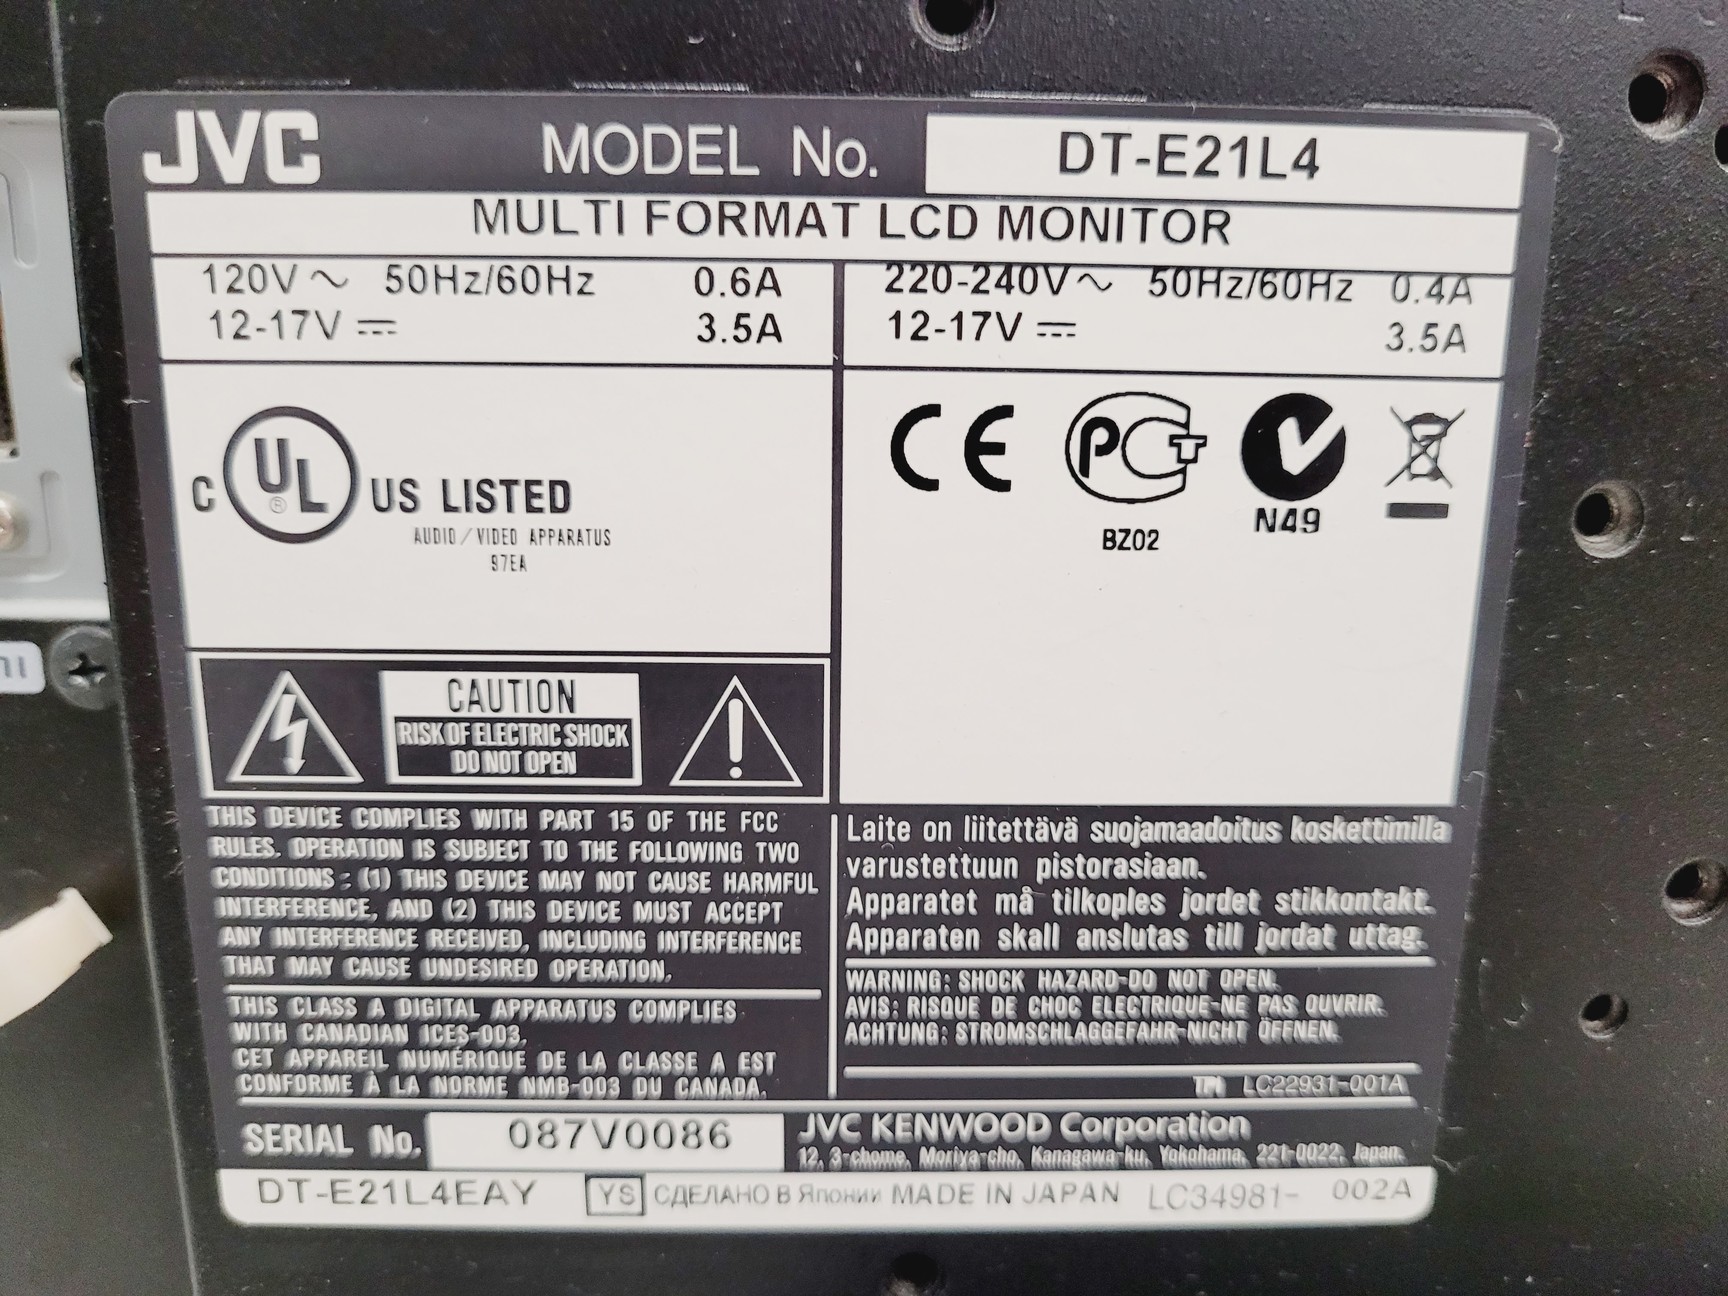 JVC MODEL No. DT-E21L4
MULTI FORMAT LCD MONITOR
120V ~ 50Hz/60Hz 0.6A
12-17V ⎓ 3.5A
220-240V ~ 50Hz/60Hz 0.4A
12-17V ⎓ 3.5A
C UL ® US LISTED
AUDIO / VIDEO APPARATUS
97EA
CE PCT
BZ02
N49
CAUTION
RISK OF ELECTRIC SHOCK
DO NOT OPEN
THIS DEVICE COMPLIES WITH PART 15 OF THE FCC
RULES. OPERATION IS SUBJECT TO THE FOLLOWING TWO
CONDITIONS : (1) THIS DEVICE MAY NOT CAUSE HARMFUL
INTERFERENCE, AND (2) THIS DEVICE MUST ACCEPT
ANY INTERFERENCE RECEIVED, INCLUDING INTERFERENCE
THAT MAY CAUSE UNDESIRED OPERATION.
THIS CLASS A DIGITAL APPARATUS COMPLIES
WITH CANADIAN ICES-003.
CET APPAREIL NUMÉRIQUE DE LA CLASSE A EST
CONFORME À LA NORME NMB-003 DU CANADA.
Laite on liitettävä suojamaadoitus koskettimilla
varustettuun pistorasiaan.
Apparatet må tilkoples jordet stikkontakt.
Apparaten skall anslutas till jordat uttag.
WARNING: SHOCK HAZARD-DO NOT OPEN.
AVIS: RISQUE DE CHOC ELECTRIQUE-NE PAS OUVRIR.
ACHTUNG: STROMSCHLAGGEFAHR-NICHT ÖFFNEN.
LC22931-001A
SERIAL No. 087V0086
JVC KENWOOD Corporation
12, 3-chome, Moriya-cho, Kanagawa-ku, Yokohama, 221-0022, Japan.
DT-E21L4EAY YS СДЕЛАНО В Японии MADE IN JAPAN LC34981- 002A